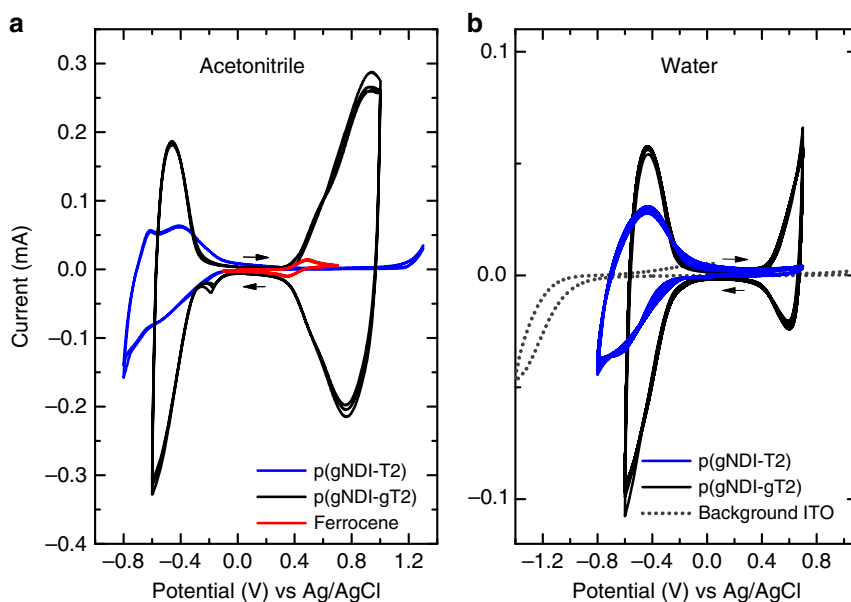 a
Acetonitrile
0.3
0.2
0.1
0.0
−0.1
−0.2
−0.3
−0.4
Current (mA)
p(gNDI-T2)
p(gNDI-gT2)
Ferrocene
−0.8 −0.4 0.0 0.4 0.8 1.2
Potential (V) vs Ag/AgCl
b
Water
0.1
0.0
−0.1
p(gNDI-T2)
p(gNDI-gT2)
Background ITO
−1.2 −0.8 −0.4 0.0 0.4 0.8
Potential (V) vs Ag/AgCl